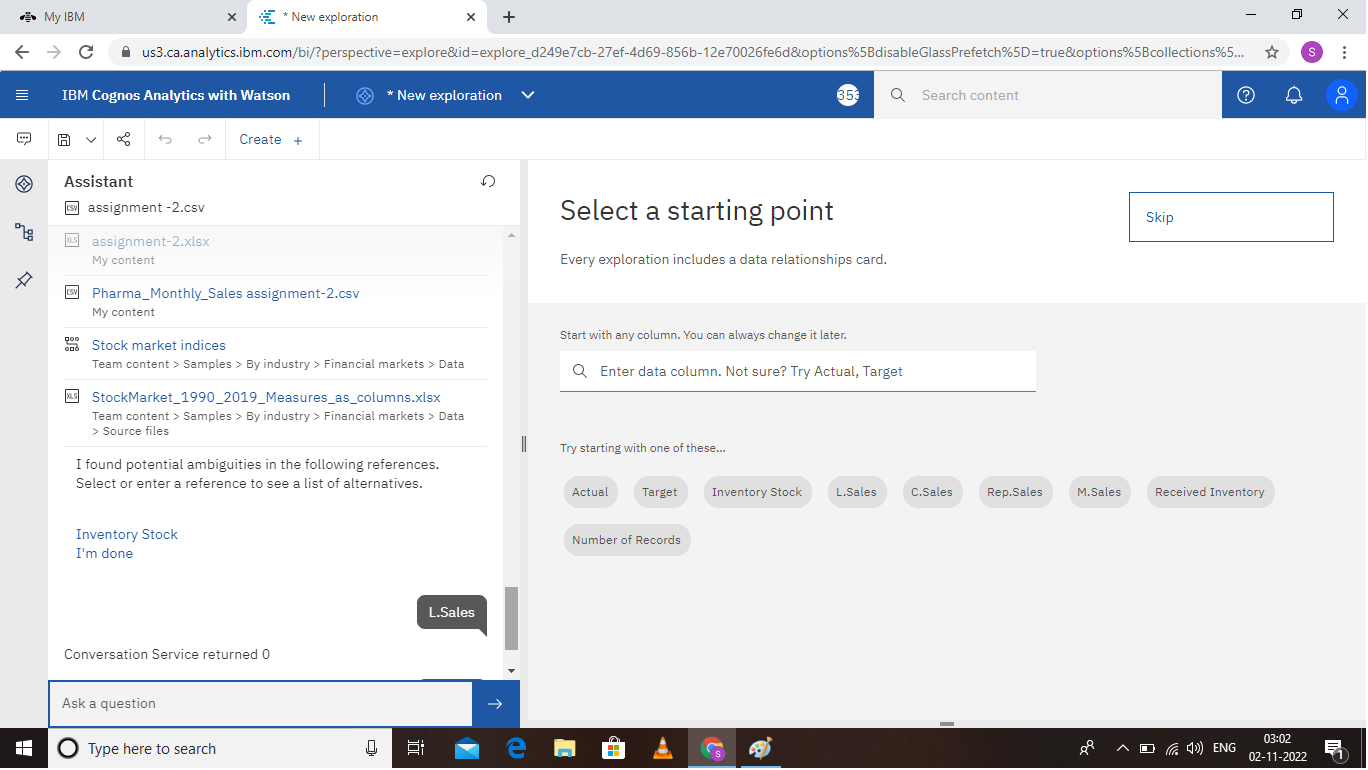 My IBM
* New exploration
us3.ca.analytics.ibm.com/bi/?perspective=explore&id=explore_d249e7cb-27ef-4d69-856b-12e70026fe6d&options%5BdisableGlassPrefetch%5D=true&options%5Bcollections%5...
S
IBM Cognos Analytics with Watson
* New exploration
353
Search content
Create +
Assistant
CSV assignment -2.csv
XLS assignment-2.xlsx
My content
CSV Pharma_Monthly_Sales assignment-2.csv
My content
Stock market indices
Team content > Samples > By industry > Financial markets > Data
XLS StockMarket_1990_2019_Measures_as_columns.xlsx
Team content > Samples > By industry > Financial markets > Data
> Source files
I found potential ambiguities in the following references.
Select or enter a reference to see a list of alternatives.
Inventory Stock
I'm done
L.Sales
Conversation Service returned 0
Ask a question
Select a starting point
Skip
Every exploration includes a data relationships card.
Start with any column. You can always change it later.
Enter data column. Not sure? Try Actual, Target
Try starting with one of these...
Actual Target Inventory Stock L.Sales C.Sales Rep.Sales M.Sales Received Inventory
Number of Records
Type here to search
S
ENG
03:02
02-11-2022
1